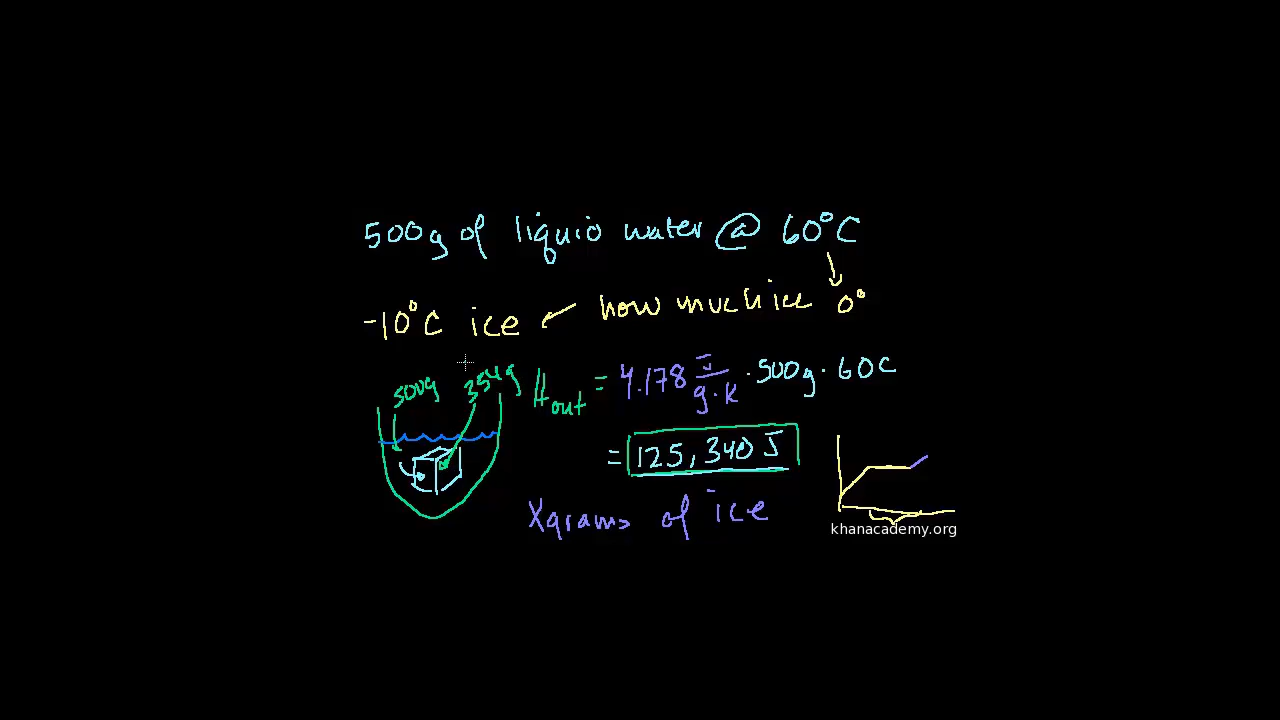 500g of liquid water @ 60°C
-10°C ice how much ice 0°
500g 354g
Hout = 4.178 J/g·K · 500g · 60C
= 125,340 J
X grams of ice
khanacademy.org